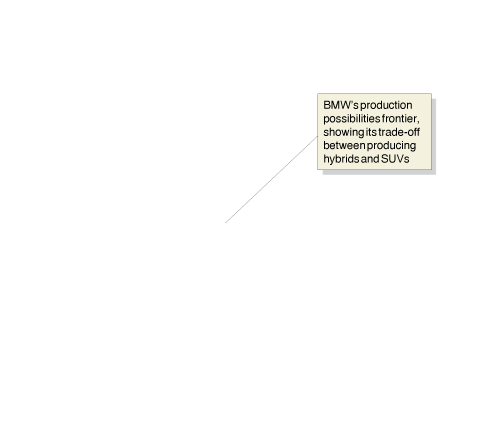 BMW's production
possibilities frontier,
showing its trade-off
between producing
hybrids and SUVs